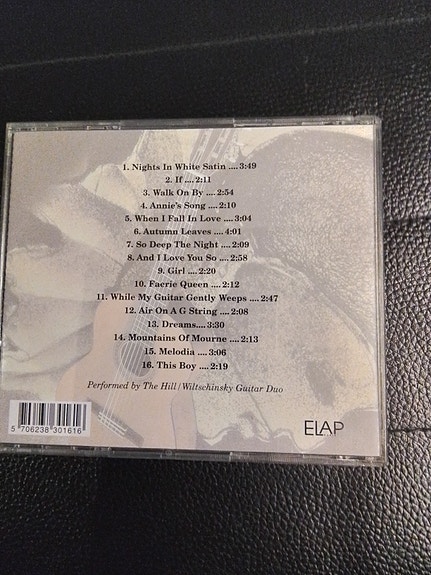 1. Nights In White Satin ....3:49
2. If ....2:11
3. Walk On By ....2:54
4. Annie's Song ....2:10
5. When I Fall In Love ....3:04
6. Autumn Leaves ....4:01
7. So Deep The Night ....2:09
8. And I Love You So ....2:58
9. Girl ....2:20
10. Faerie Queen ....2:12
11. While My Guitar Gently Weeps ....2:47
12. Air On A G String ....2:08
13. Dreams....3:30
14. Mountains Of Mourne ....2:13
15. Melodia ....3:06
16. This Boy ....2:19
Performed by The Hill/Wiltschinsky Guitar Duo
5 706238 301616
ELAP